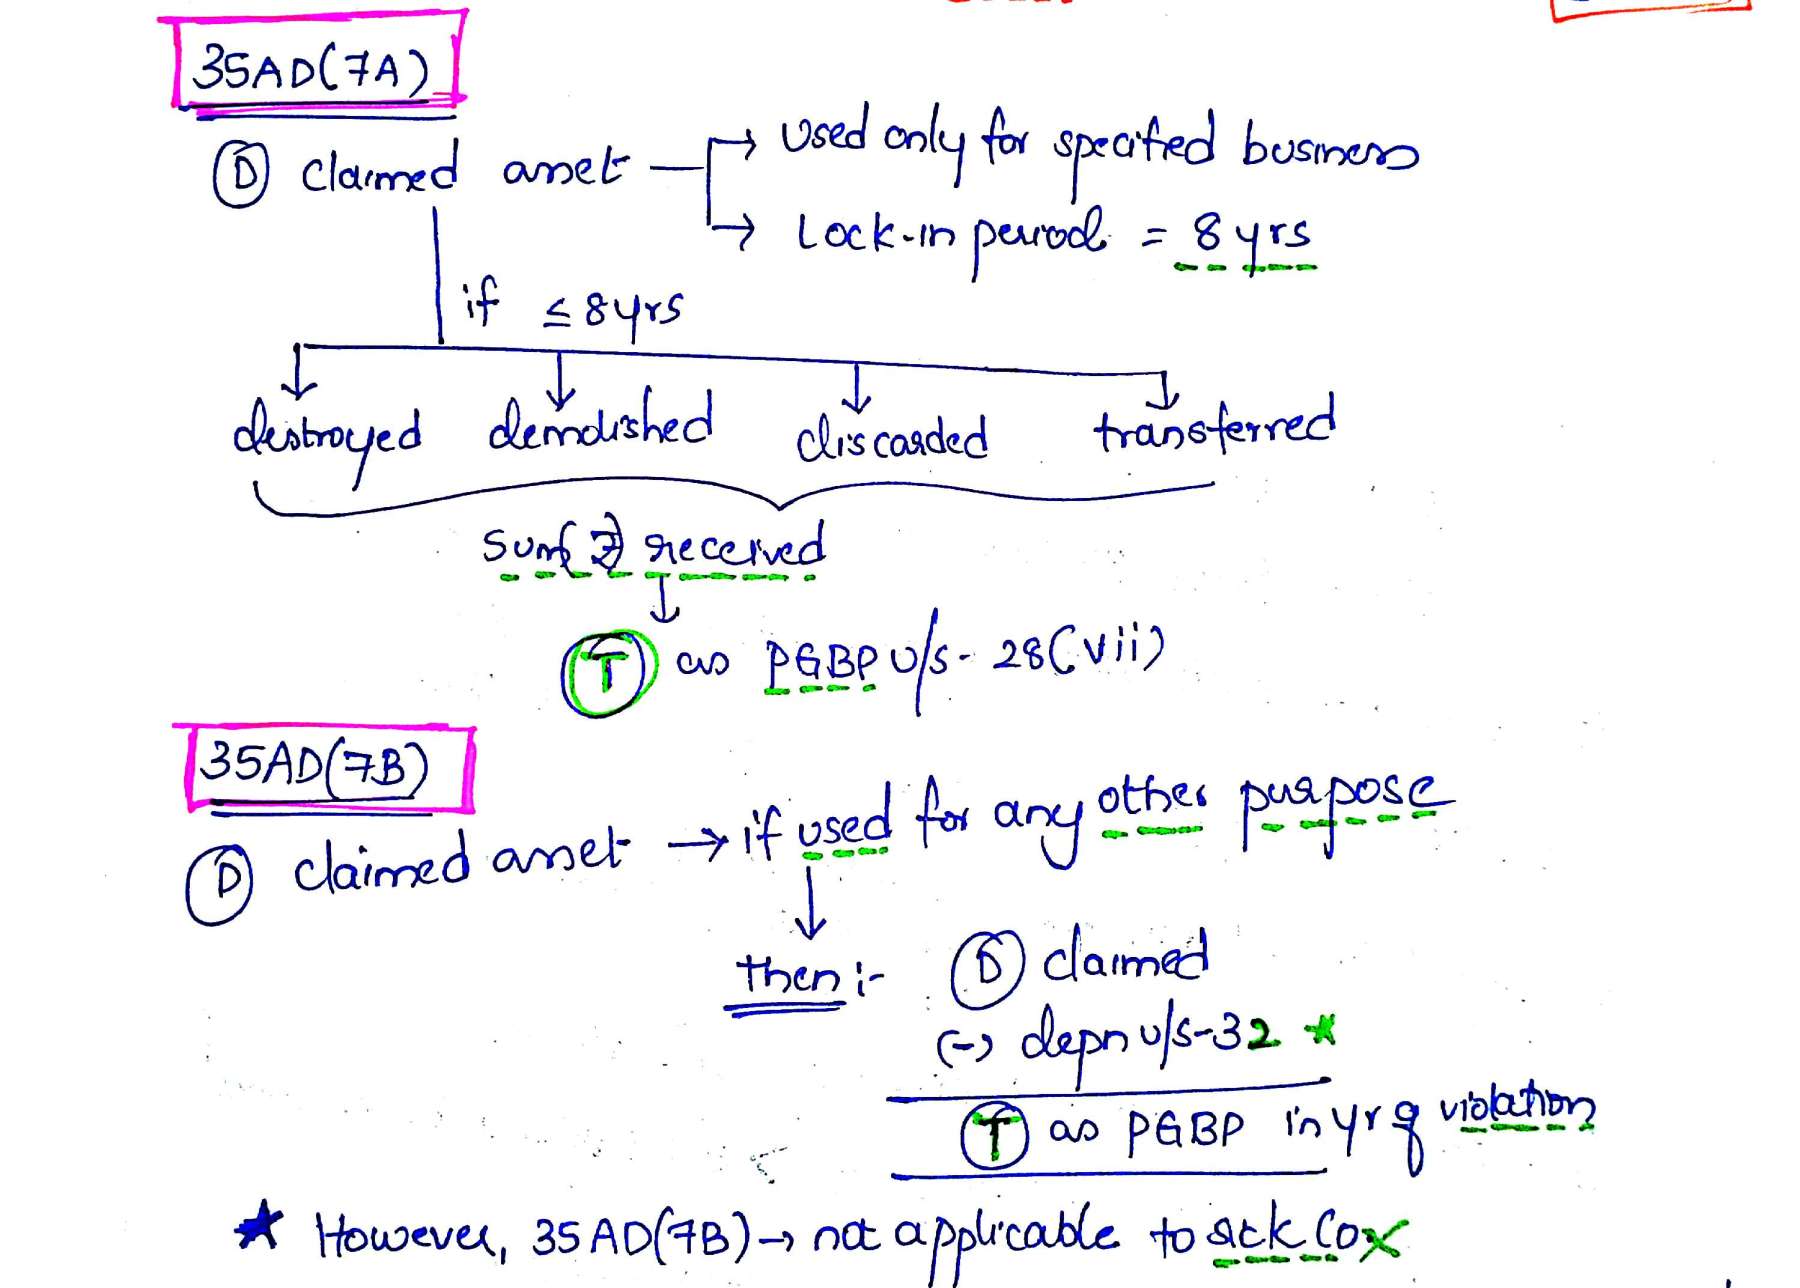 35AD(7A)
Ⓓ claimed asset → Used only for specified business
→ Lock-in period = 8 yrs
if ≤ 8yrs
destroyed demolished discarded transferred
Sum of ₹ received
Ⓣ as PGBP u/s- 28(vii)
35AD(7B)
Ⓓ claimed asset → if used for any other purpose
then :- Ⓓ claimed
(-) depn u/s-32 ★
Ⓣ as PGBP in yr of violation
★ However, 35AD(7B) → not applicable to sick Co ✗